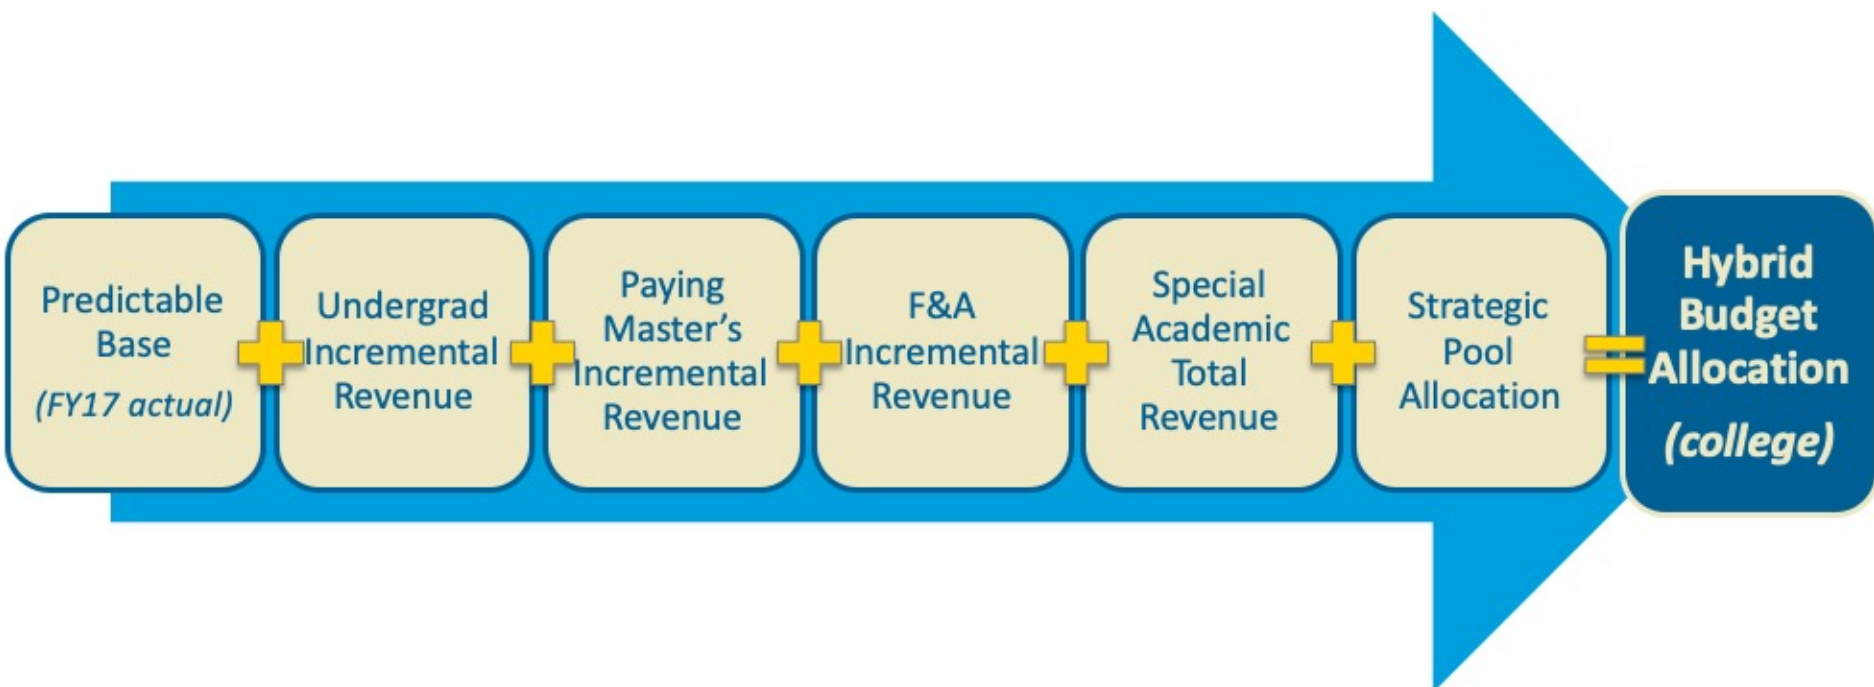 Predictable
Base
(FY17 actual)
Undergrad
Incremental
Revenue
Paying
Master’s
Incremental
Revenue
F&A
Incremental
Revenue
Special
Academic
Total
Revenue
Strategic
Pool
Allocation
Hybrid
Budget
Allocation
(college)